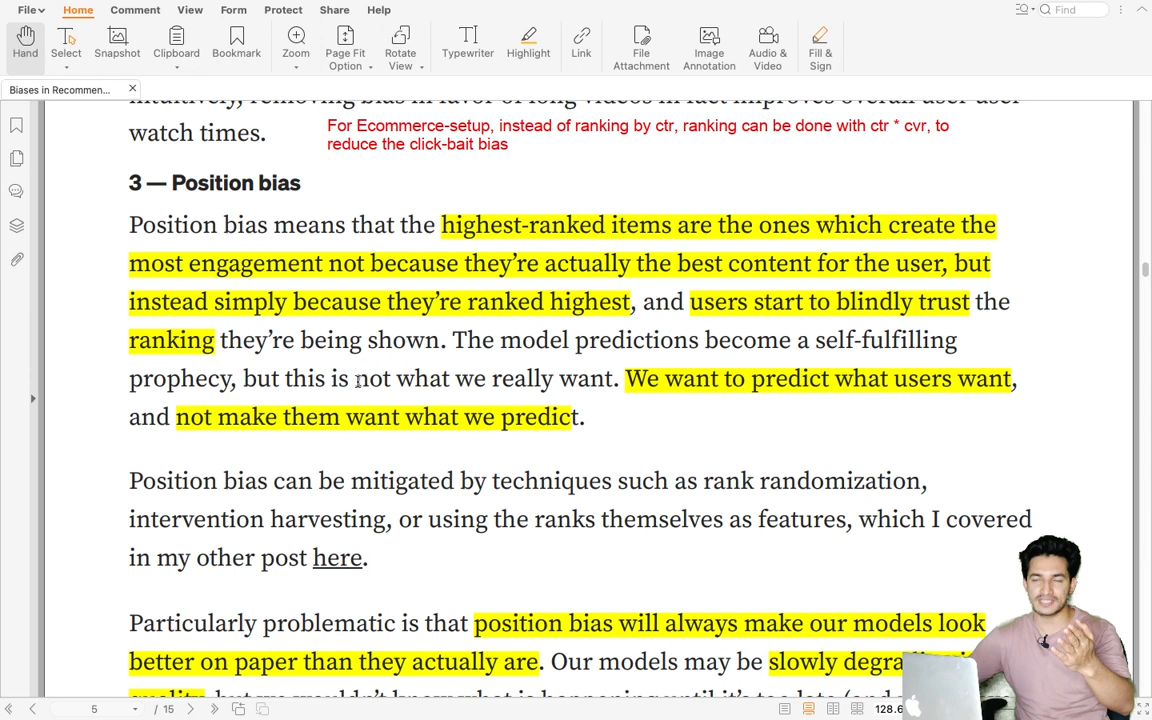 File Home Comment View Form Protect Share Help Find
Hand Select Snapshot Clipboard Bookmark Zoom Page Fit Option Rotate View Typewriter Highlight Link File Attachment Image Annotation Audio & Video Fill & Sign
Biases in Recommen...
watch times.
For Ecommerce-setup, instead of ranking by ctr, ranking can be done with ctr * cvr, to
reduce the click-bait bias
3 — Position bias
Position bias means that the highest-ranked items are the ones which create the
most engagement not because they’re actually the best content for the user, but
instead simply because they’re ranked highest, and users start to blindly trust the
ranking they’re being shown. The model predictions become a self-fulfilling
prophecy, but this is not what we really want. We want to predict what users want,
and not make them want what we predict.
Position bias can be mitigated by techniques such as rank randomization,
intervention harvesting, or using the ranks themselves as features, which I covered
in my other post here.
Particularly problematic is that position bias will always make our models look
better on paper than they actually are. Our models may be slowly
5 / 15 128.6